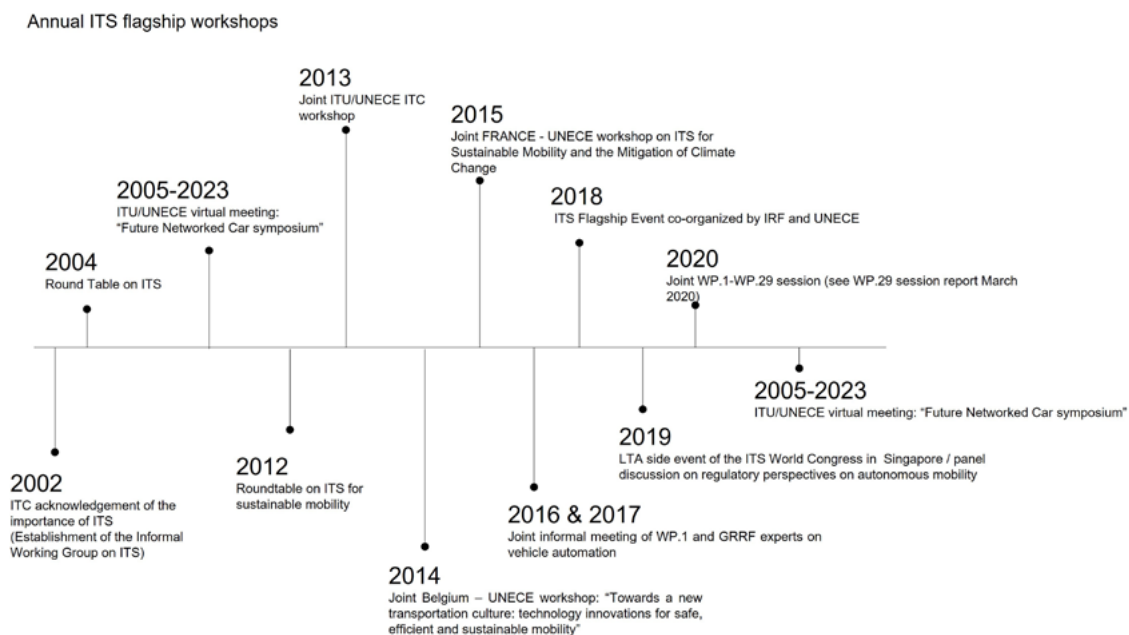 Annual ITS flagship workshops
2013
Joint ITU/UNECE ITC
workshop
2015
Joint FRANCE - UNECE workshop on ITS for
Sustainable Mobility and the Mitigation of Climate
Change
2005-2023
ITU/UNECE virtual meeting:
“Future Networked Car symposium”
2018
ITS Flagship Event co-organized by IRF and UNECE
2004
Round Table on ITS
2020
Joint WP.1-WP.29 session (see WP.29 session report March
2020)
2005-2023
ITU/UNECE virtual meeting: “Future Networked Car symposium”
2019
LTA side event of the ITS World Congress in Singapore / panel
discussion on regulatory perspectives on autonomous mobility
2012
Roundtable on ITS for
sustainable mobility
2002
ITC acknowledgement of the
importance of ITS
(Establishment of the Informal
Working Group on ITS)
2016 & 2017
Joint informal meeting of WP.1 and GRRF experts on
vehicle automation
2014
Joint Belgium – UNECE workshop: “Towards a new
transportation culture: technology innovations for safe,
efficient and sustainable mobility”